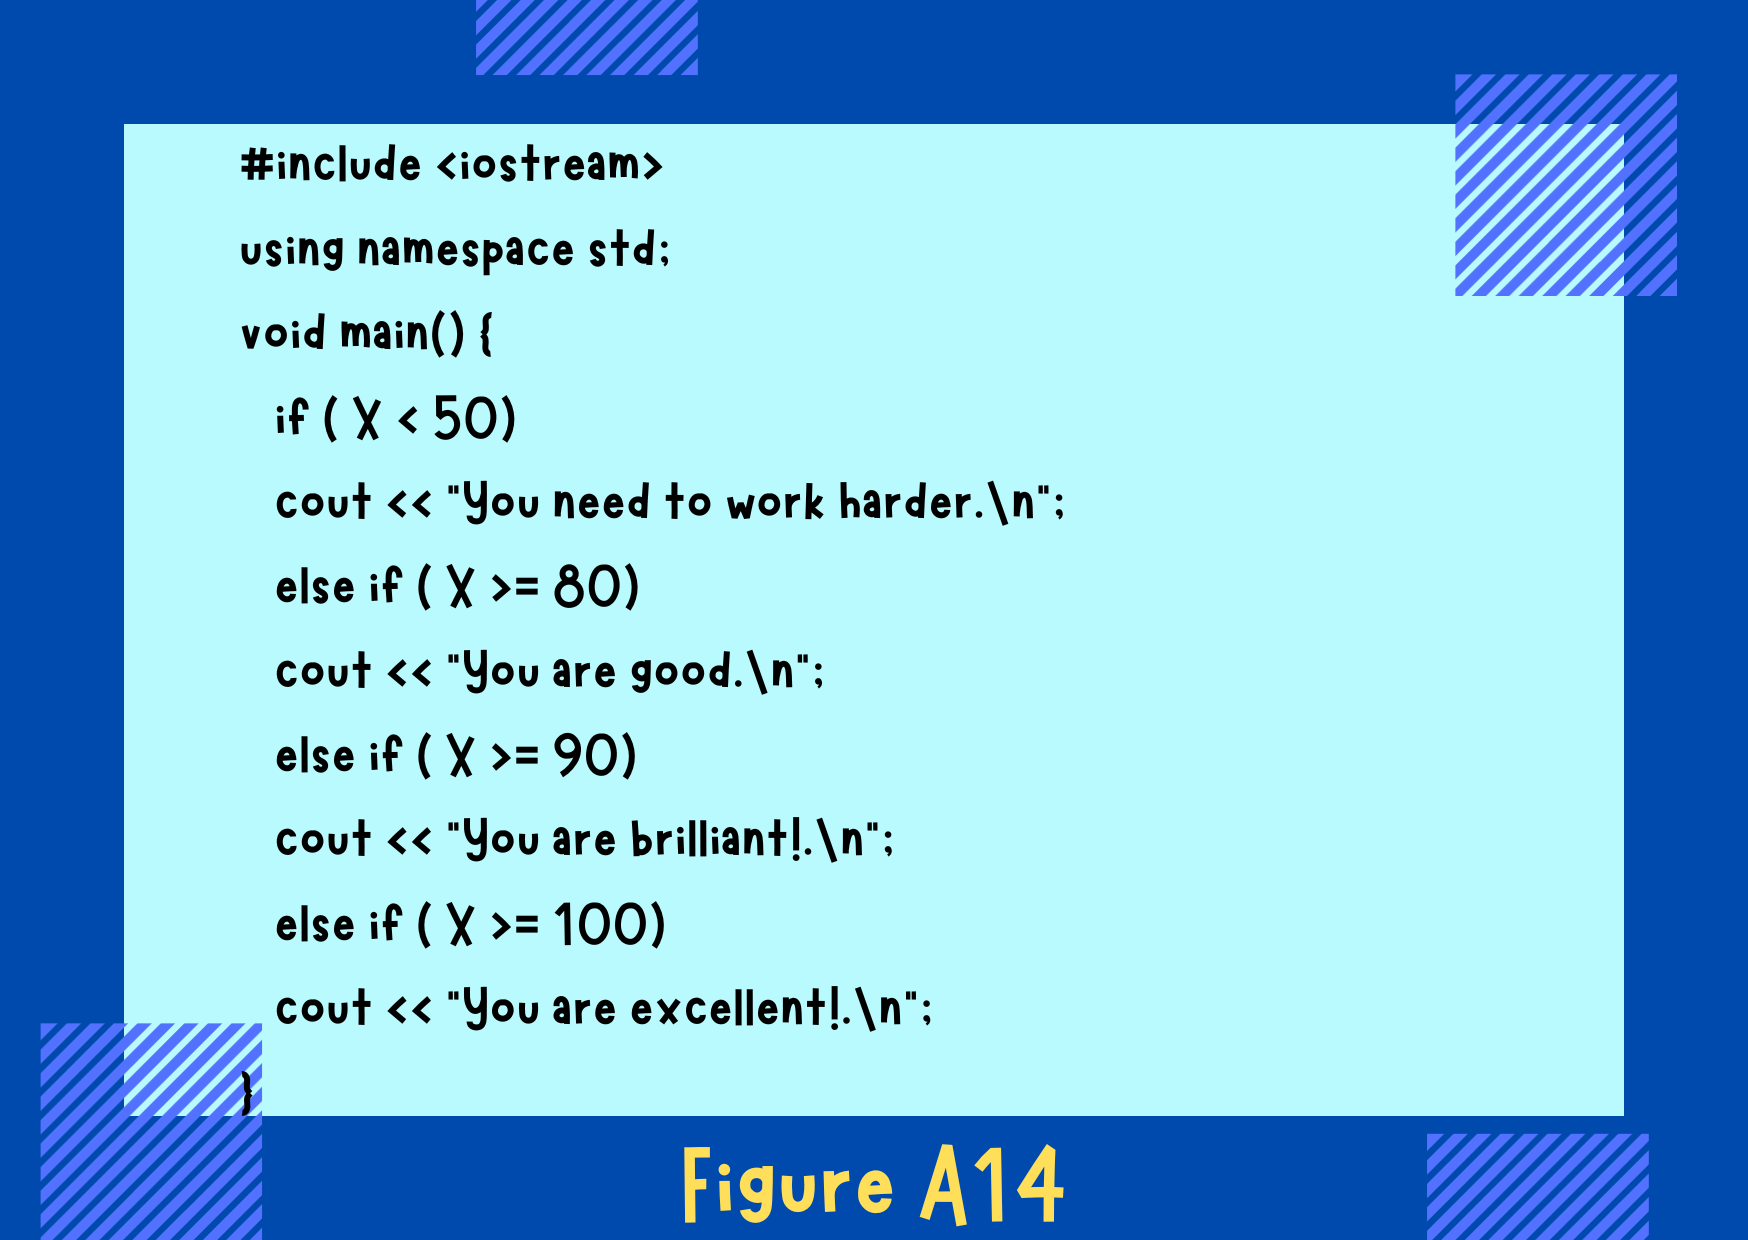 #include <iostream>
using namespace std;
void main() {
if ( X < 50)
cout << "You need to work harder.\n";
else if ( X >= 80)
cout << "You are good.\n";
else if ( X >= 90)
cout << "You are brilliant!.\n";
else if ( X >= 100)
cout << "You are excellent!.\n";
}
Figure A14